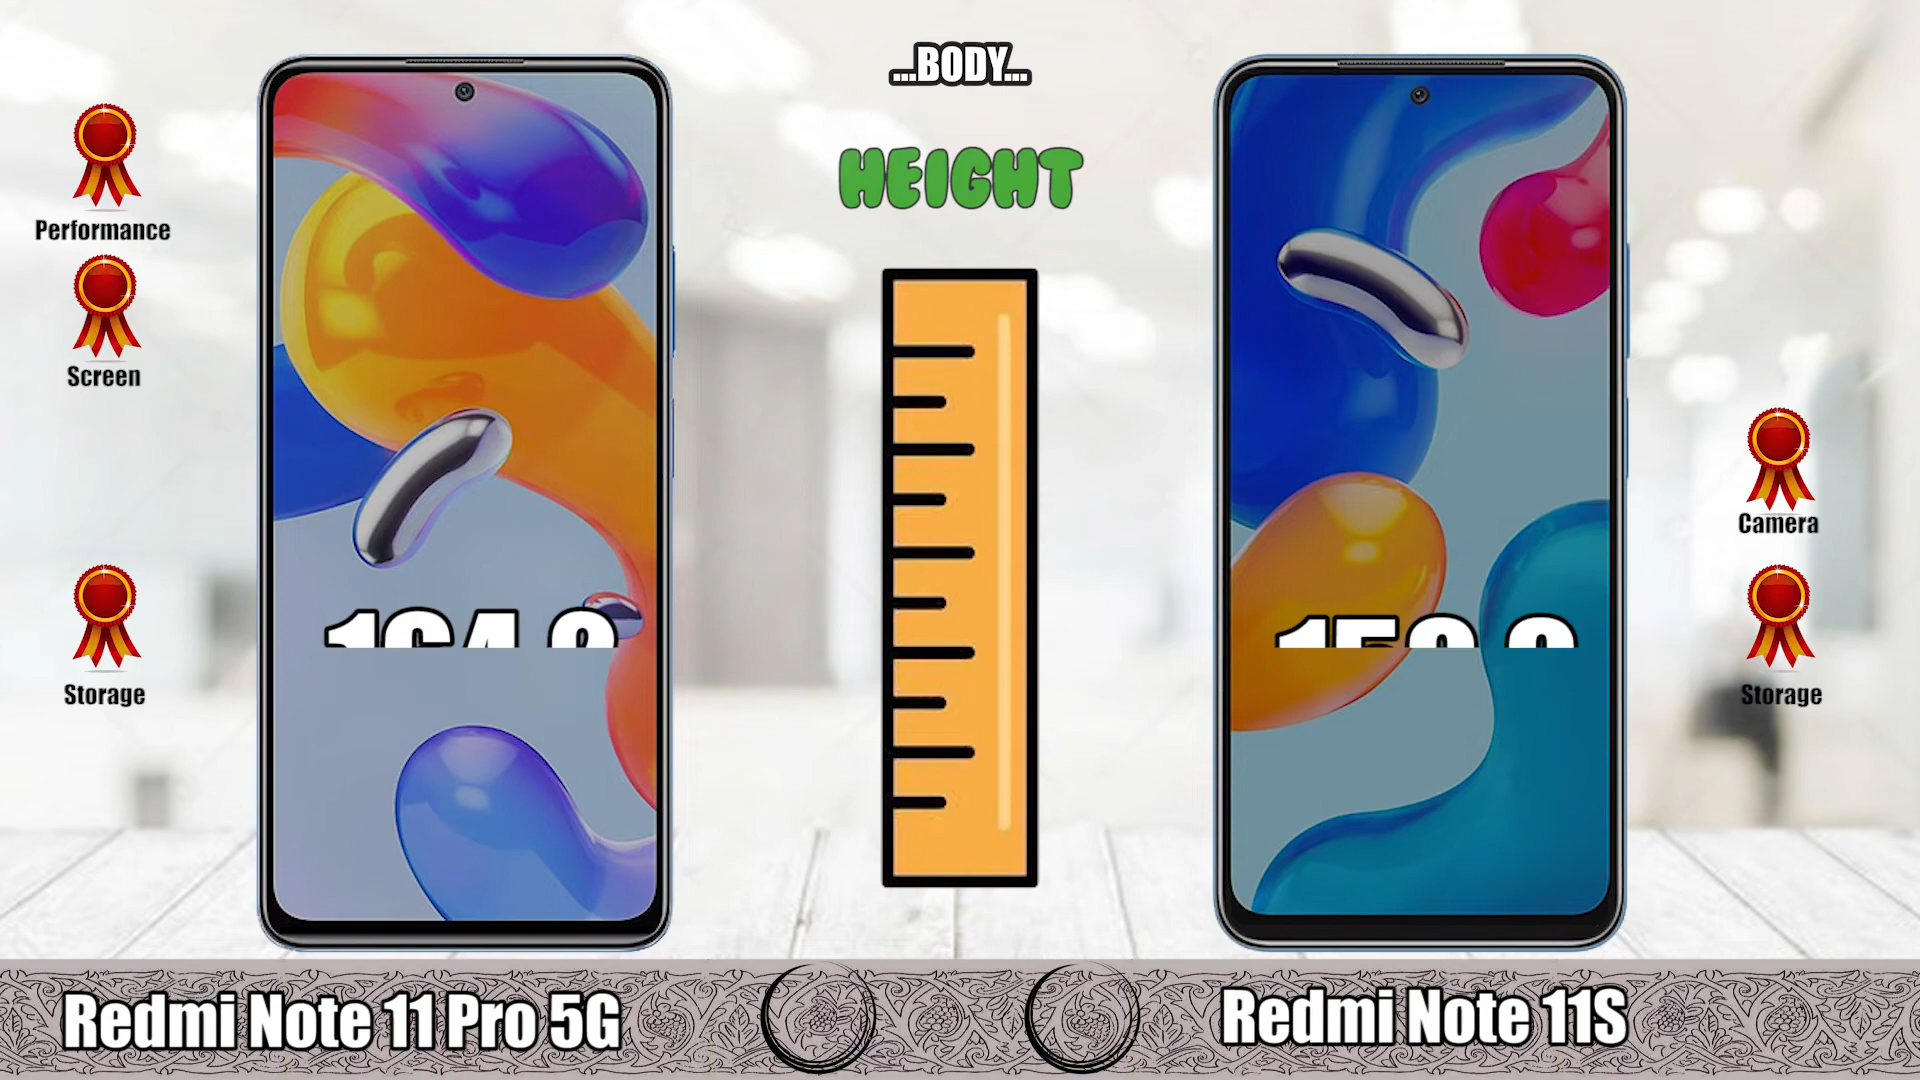 ...BODY...
HEIGHT
Performance
Screen
Camera
Storage
Storage
Redmi Note 11 Pro 5G
Redmi Note 11S